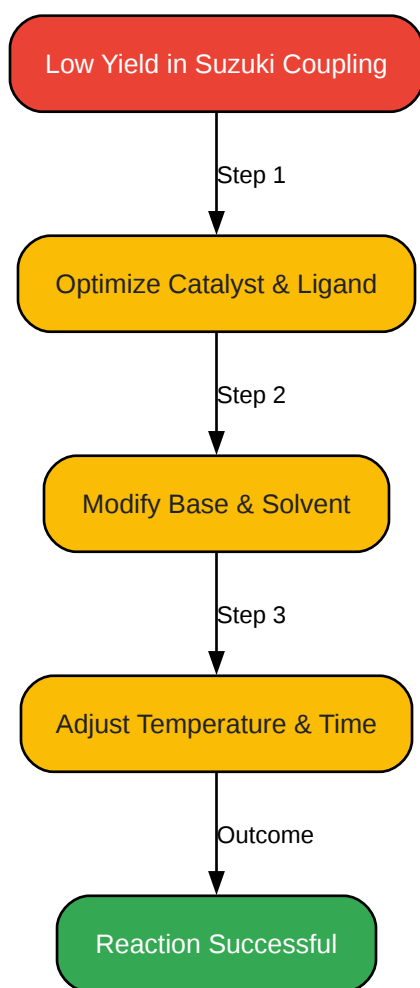 Low Yield in Suzuki Coupling
Step 1
Optimize Catalyst & Ligand
Step 2
Modify Base & Solvent
Step 3
Adjust Temperature & Time
Outcome
Reaction Successful